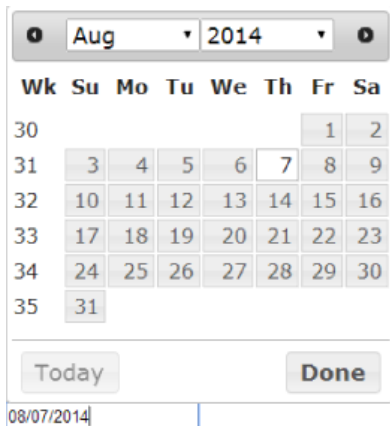 Aug 2014
Wk Su Mo Tu We Th Fr Sa
30 1 2
31 3 4 5 6 7 8 9
32 10 11 12 13 14 15 16
33 17 18 19 20 21 22 23
34 24 25 26 27 28 29 30
35 31
Today Done
08/07/2014